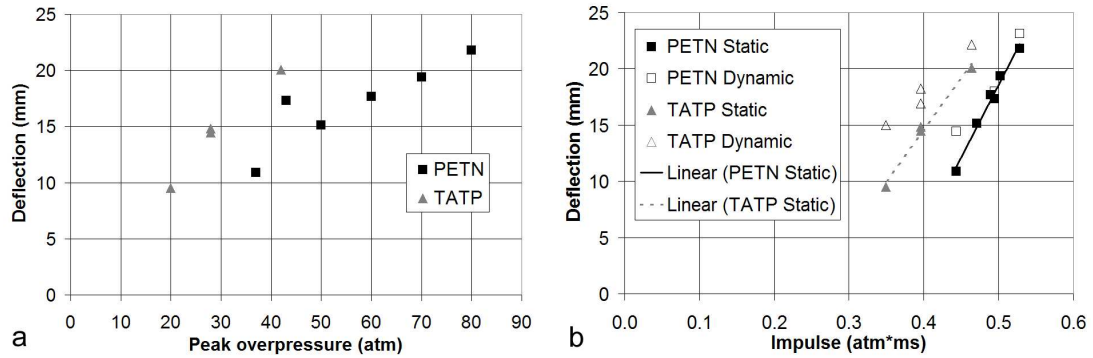 25
20
15
10
5
0
Deflection (mm)
0 10 20 30 40 50 60 70 80 90
Peak overpressure (atm)
PETN
TATP
a
25
20
15
10
5
0
Deflection (mm)
0.0 0.1 0.2 0.3 0.4 0.5 0.6
Impulse (atm*ms)
PETN Static
PETN Dynamic
TATP Static
TATP Dynamic
Linear (PETN Static)
Linear (TATP Static)
b